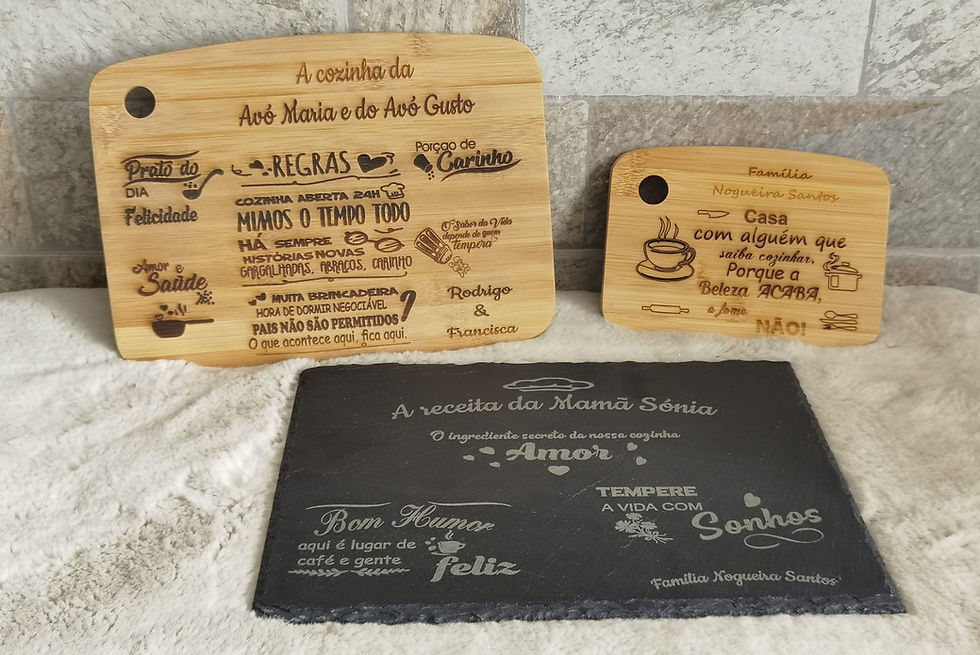 A cozinha da
Avó Maria e do Avô Gusto
Prato do
DIA
Felicidade
Amor e
Saúde
REGRAS
COZINHA ABERTA 24H
MIMOS O TEMPO TODO
HÁ SEMPRE
HISTÓRIAS NOVAS
GARGALHADAS, ABRAÇOS, CARINHO
MUITA BRINCADEIRA
HORA DE DORMIR NEGOCIÁVEL
PAIS NÃO SÃO PERMITIDOS
O que acontece aqui, fica aqui.
Porção de
Carinho
O Sabor da Vida
depende de quem
Tempera
Rodrigo
&
Francisca
Família
Nogueira Santos
Casa
com alguém que
saiba cozinhar,
Porque a
Beleza ACABA,
a fome
NÃO!
A receita da Mamã Sónia
O ingrediente secreto da nossa cozinha
Amor
Bom Humor
aqui é lugar de
café e gente
feliz
TEMPERE
A VIDA COM
Sonhos
Família Nogueira Santos